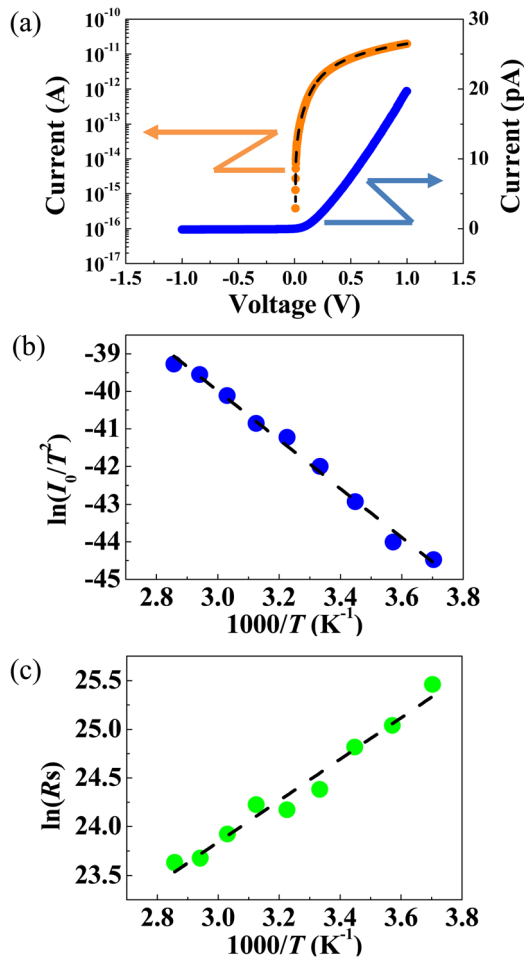 (a)
Current (A)
10⁻¹⁰
10⁻¹¹
10⁻¹²
10⁻¹³
10⁻¹⁴
10⁻¹⁵
10⁻¹⁶
10⁻¹⁷
30
20
10
0
Current (pA)
-1.0 -0.5 0.0 0.5 1.0 1.5
Voltage (V)
(b)
ln(I₀/T²)
-39
-40
-41
-42
-43
-44
-45
2.8 3.0 3.2 3.4 3.6 3.8
1000/T (K⁻¹)
(c)
ln(Rs)
25.5
25.0
24.5
24.0
23.5
2.8 3.0 3.2 3.4 3.6 3.8
1000/T (K⁻¹)